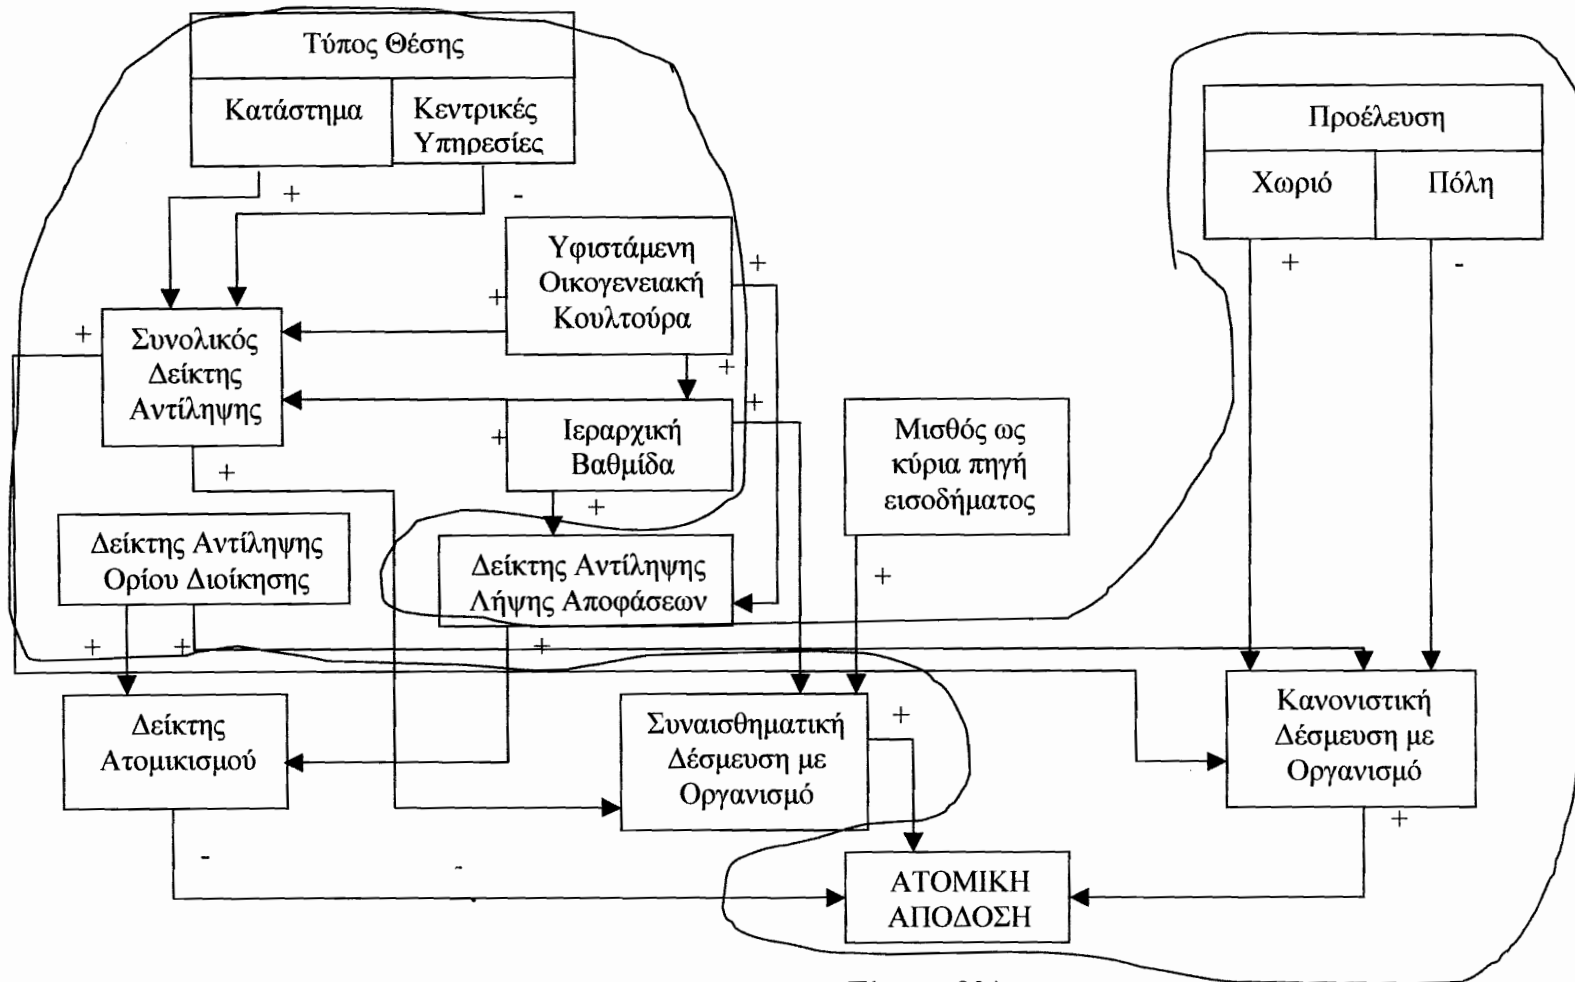 Τύπος Θέσης
Κατάστημα
Κεντρικές
Υπηρεσίες
+
-
Προέλευση
Χωριό
Πόλη
+
-
Υφιστάμενη
Οικογενειακή
Κουλτούρα
+
+
+
Συνολικός
Δείκτης
Αντίληψης
+
+
Ιεραρχική
Βαθμίδα
+
+
+
Μισθός ως
κύρια πηγή
εισοδήματος
+
Δείκτης Αντίληψης
Ορίου Διοίκησης
+
+
Δείκτης Αντίληψης
Λήψης Αποφάσεων
+
Δείκτης
Ατομικισμού
-
-
Συναισθηματική
Δέσμευση με
Οργανισμό
+
Κανονιστική
Δέσμευση με
Οργανισμό
+
ΑΤΟΜΙΚΗ
ΑΠΟΔΟΣΗ